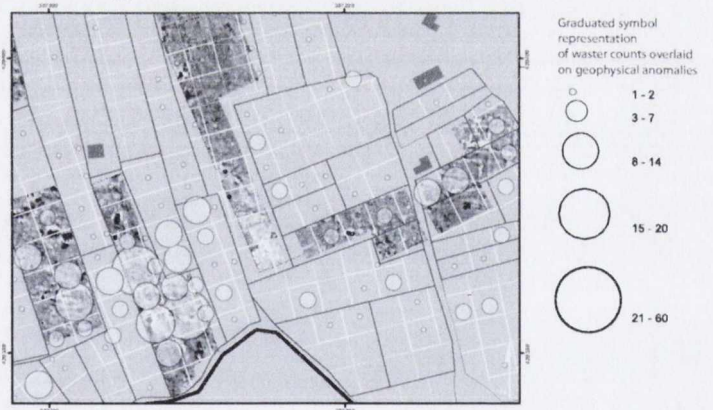 Graduated symbol
representation
of waster counts overlaid
on geophysical anomalies
1 - 2
3 - 7
8 - 14
15 - 20
21 - 60